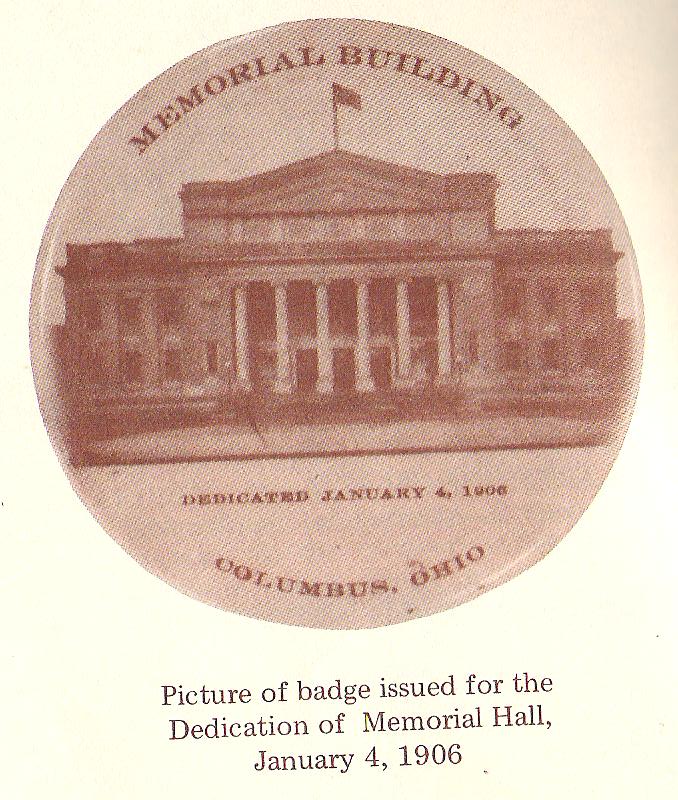 MEMORIAL BUILDING
DEDICATED JANUARY 4, 1906
COLUMBUS, OHIO
Picture of badge issued for the
Dedication of Memorial Hall,
January 4, 1906